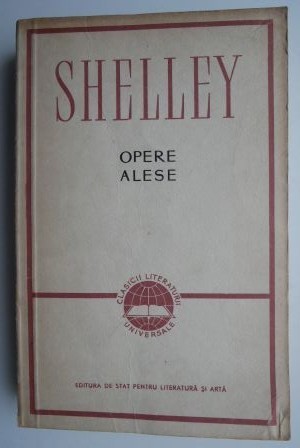 SHELLEY
OPERE
ALESE
CLASICII LITERATURII
UNIVERSALE
EDITURA DE STAT PENTRU LITERATURĂ ȘI ARTĂ